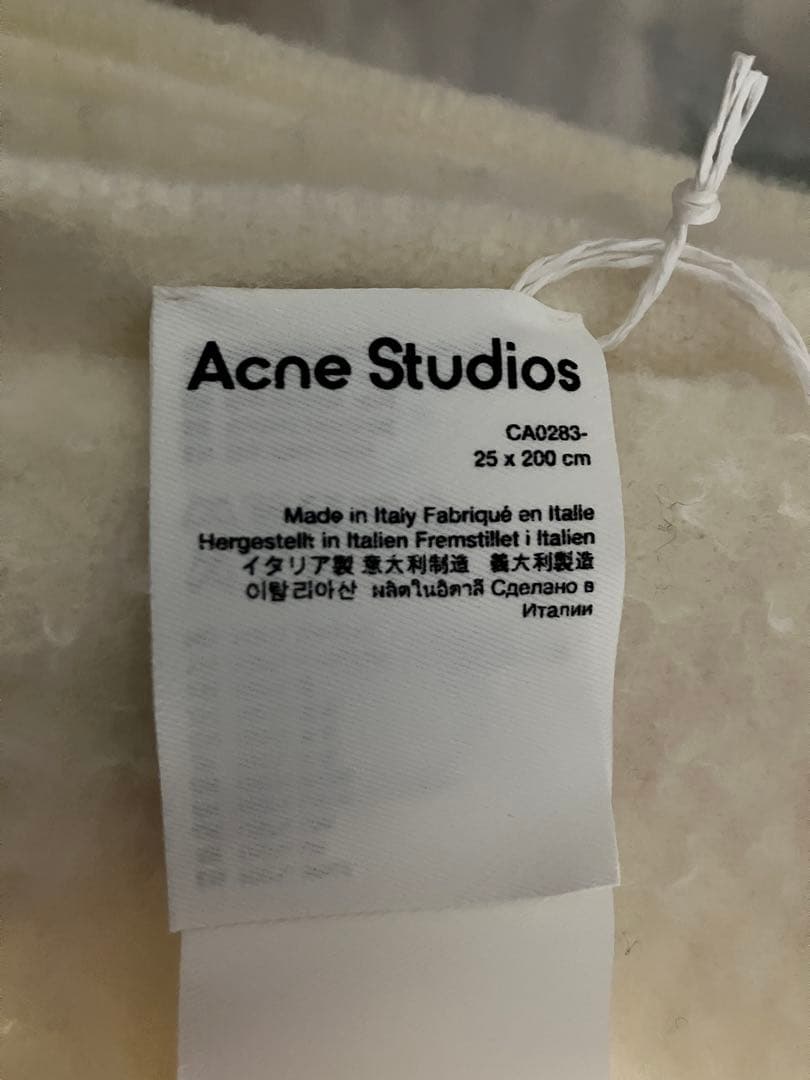 Acne Studios
CA0283-
25 x 200 cm
Made in Italy Fabriqué en Italie
Hergestellt in Italien Fremstillet i Italien
イタリア製 意大利制造 義大利製造
이탈리아산 ผลิตในอิตาลี Сделано в
Италии